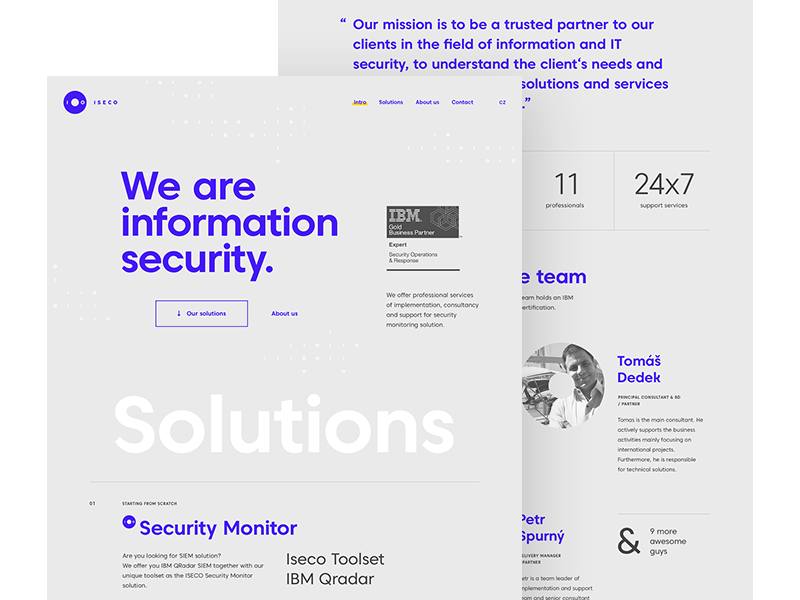 “ Our mission is to be a trusted partner to our
clients in the field of information and IT
security, to understand the client‘s needs and
solutions and services
.”
ISECO
Intro
Solutions
About us
Contact
CZ
We are
information
security.
↓ Our solutions
About us
IBM
Gold
Business Partner
Expert
Security Operations
& Response
We offer professional services
of implementation, consultancy
and support for security
monitoring solution.
Solutions
01
STARTING FROM SCRATCH
Security Monitor
Are you looking for SIEM solution?
We offer you IBM QRadar SIEM together with our
unique toolset as the ISECO Security Monitor
solution.
Iseco Toolset
IBM Qradar
11
professionals
24x7
support services
e team
eam holds an IBM
ertification.
Tomáš
Dedek
PRINCIPAL CONSULTANT & BD
/ PARTNER
Tomas is the main consultant. He
actively supports the business
activities mainly focusing on
international projects.
Furthermore, he is responsible
for technical solutions.
Petr
Spurný
DELIVERY MANAGER
PARTNER
etr is a team leader of
mplementation and support
eam and senior consultant
&
9 more
awesome
guys